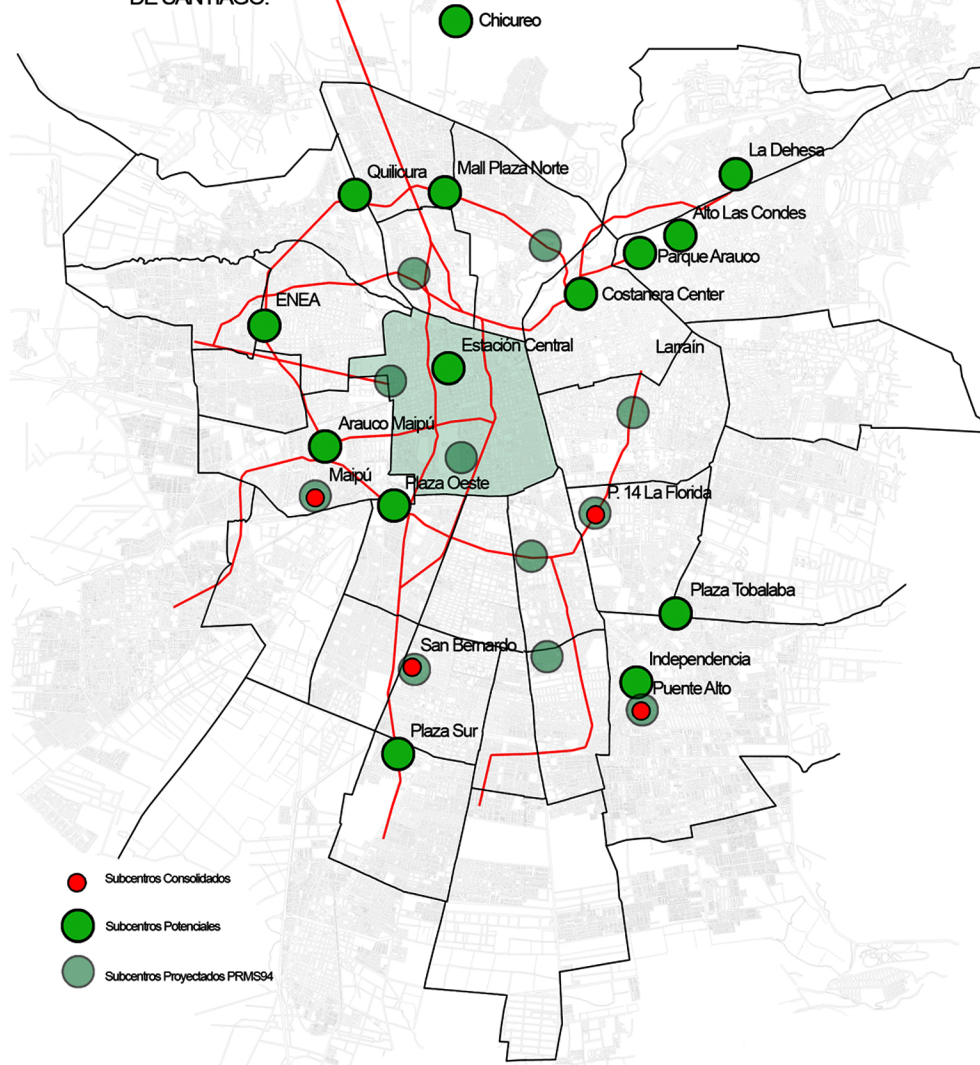 DE SANTIAGO.
Chicureo
La Dehesa
Quilicura
Mall Plaza Norte
Alto Las Condes
Parque Arauco
Costanera Center
ENEA
Estación Central
Larraín
Arauco Maipú
Maipú
Plaza Oeste
P. 14 La Florida
Plaza Tobalaba
San Bernardo
Independencia
Puente Alto
Plaza Sur
Subcentros Consolidados
Subcentros Potenciales
Subcentros Proyectados PRMS94